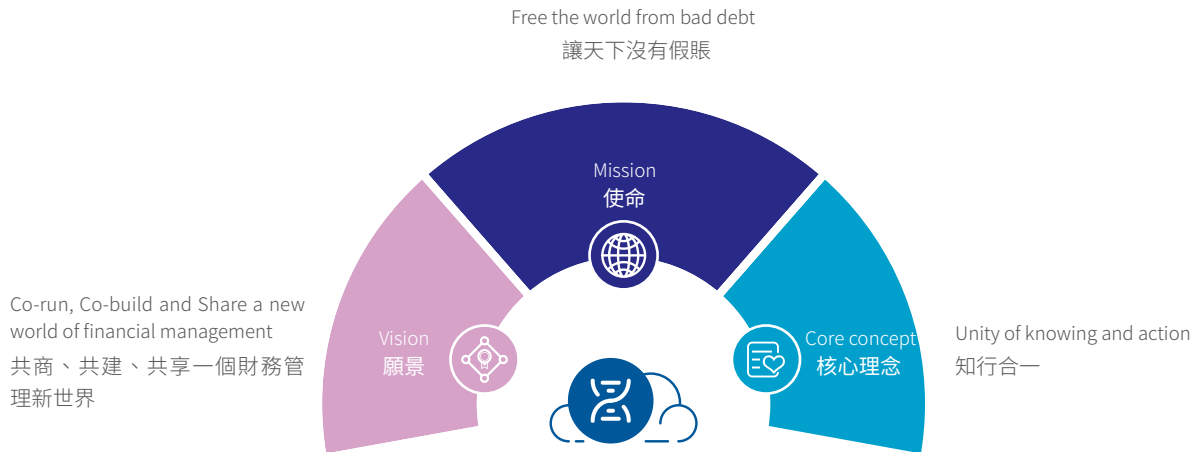 Free the world from bad debt
讓天下沒有假賬
Mission
使命
Co-run, Co-build and Share a new
world of financial management
共商、共建、共享一個財務管
理新世界
Vision
願景
Core concept
核心理念
Unity of knowing and action
知行合一